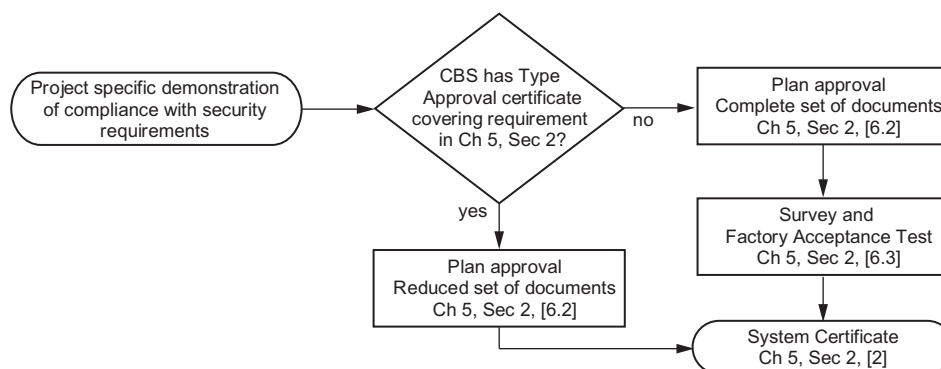 Project specific demonstration
of compliance with security
requirements
CBS has Type
Approval certificate
covering requirement
in Ch 5, Sec 2?
no
yes
Plan approval
Complete set of documents
Ch 5, Sec 2, [6.2]
Survey and
Factory Acceptance Test
Ch 5, Sec 2, [6.3]
Plan approval
Reduced set of documents
Ch 5, Sec 2, [6.2]
System Certificate
Ch 5, Sec 2, [2]